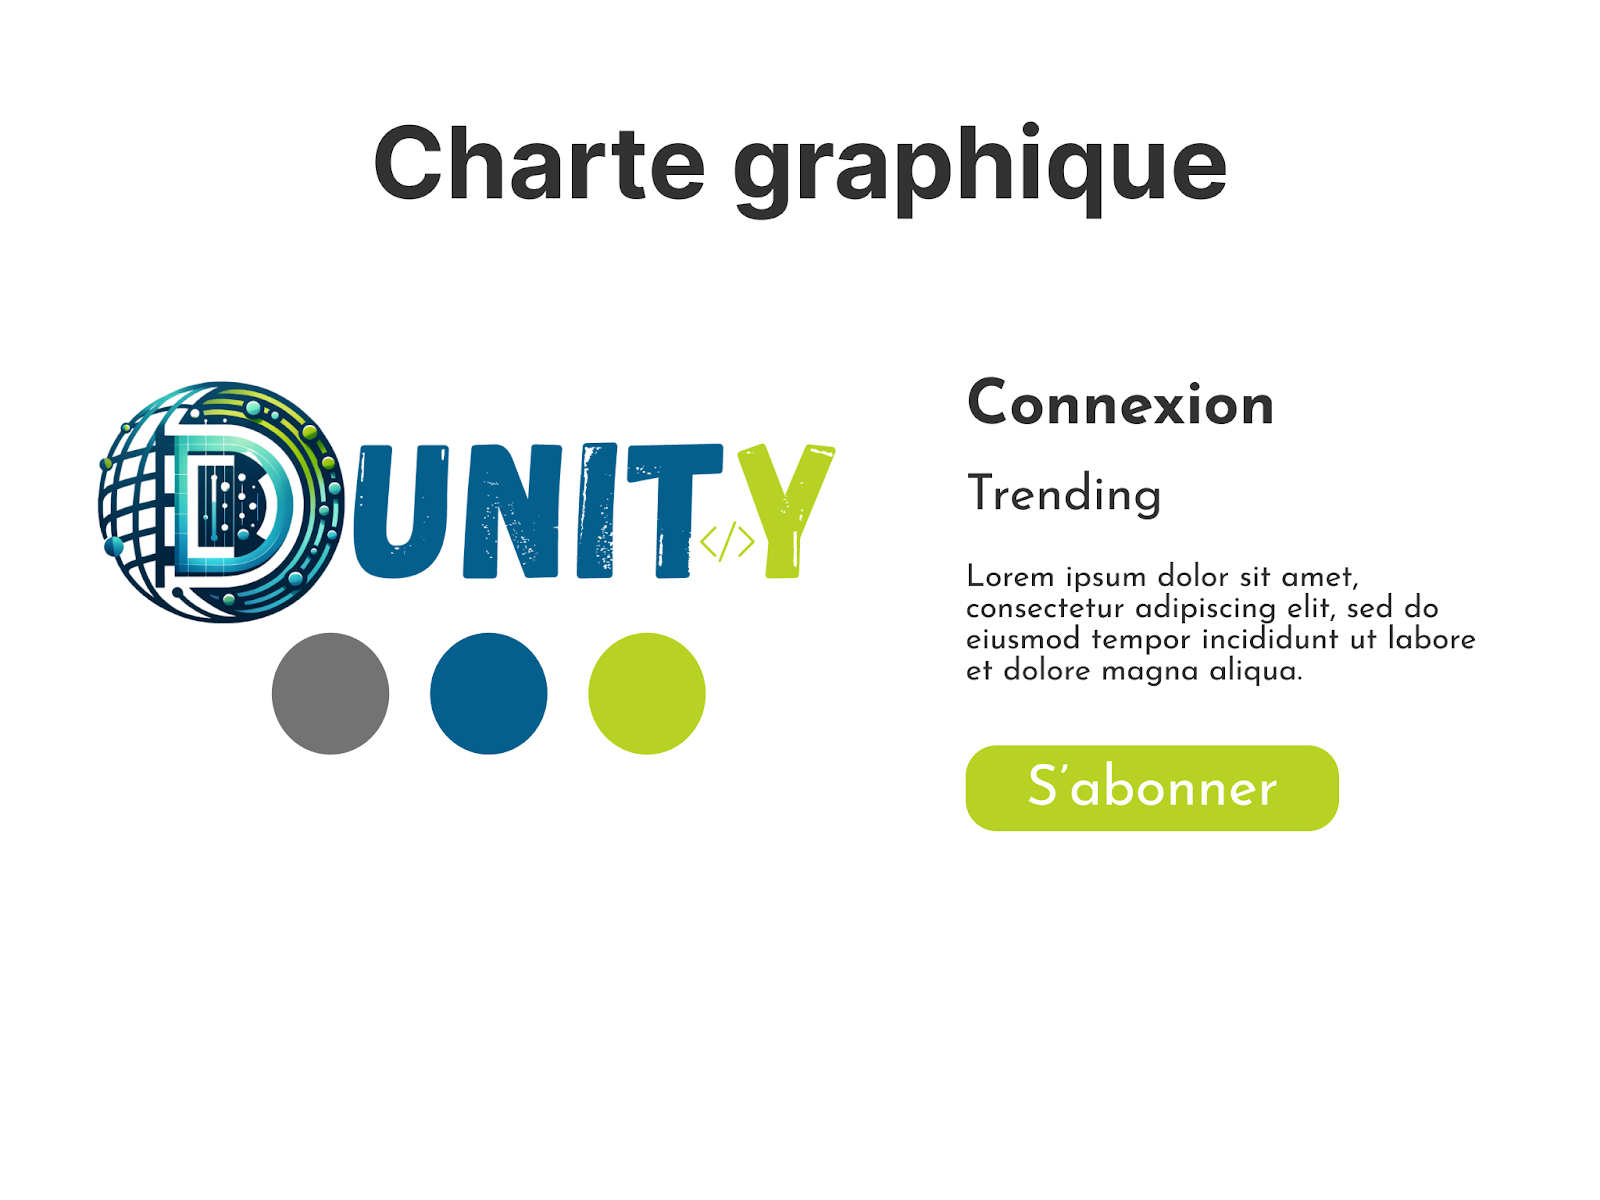 Charte graphique
DUNIT</>Y
Connexion
Trending
Lorem ipsum dolor sit amet,
consectetur adipiscing elit, sed do
eiusmod tempor incididunt ut labore
et dolore magna aliqua.
S’abonner